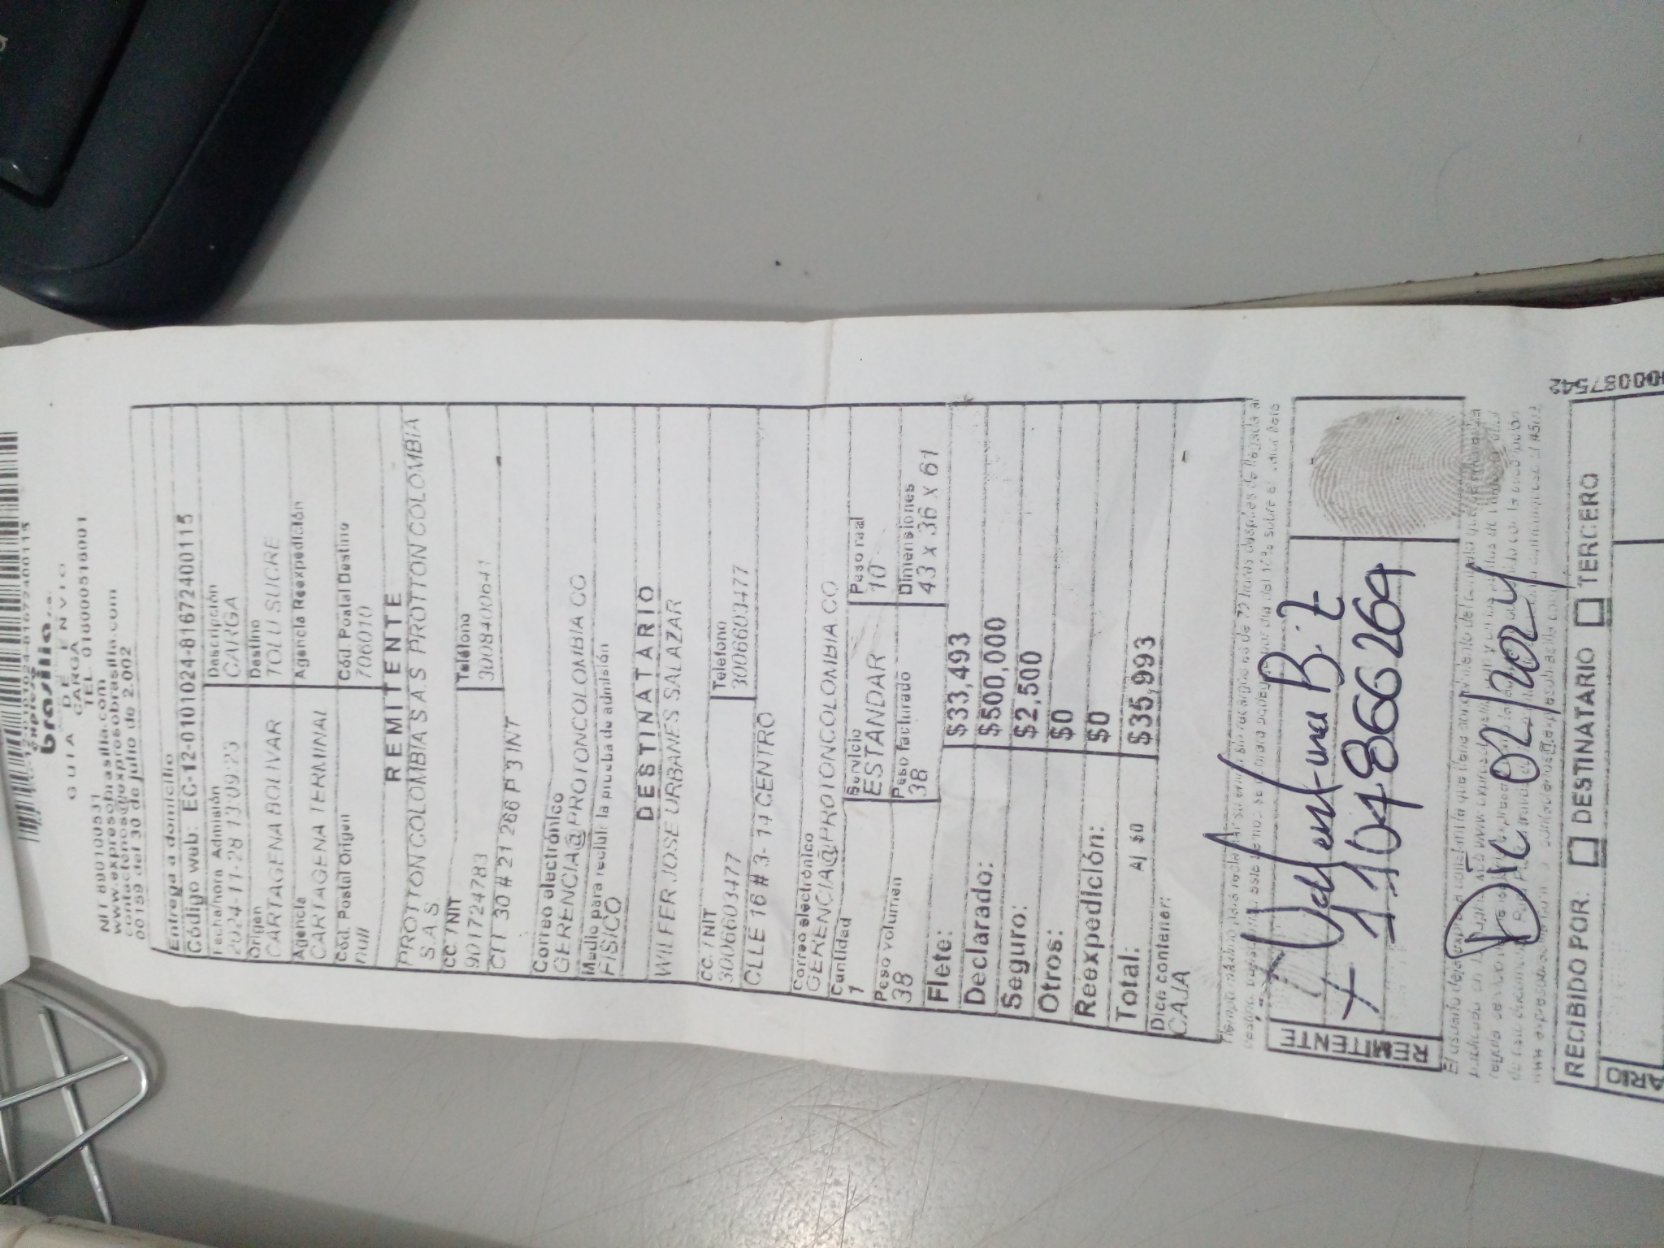 expreso
brasilia s.a.
GUIA DE ENVIO
CARGA
TEL 0180000518001
NIT 890100531
www.expresobrasilia.com
contactenos@expresobrasilia.com
00159 del 30 de julio de 2.002
Entrega a domicilio
Código wub: EC-12-0101024-81672400115
Fecha/hora Admisión Descripción
2024-11-28 13:09:23 CARGA
Origen Destino
CARTAGENA BOLIVAR TOLU SUCRE
Agencia Agencia Reexpedición
CARTAGENA TERMINAL
Cód. Postal Origen Cód. Postal Destino
null 706010
REMITENTE
PROTTON COLOMBIA S A S PROTTON COLOMBIA
S A S
CC. / NIT Teléfono
901724783 3008400641
CTT 30 # 21 266 P 3 INT
Correo electrónico
GERENCIA@PROTONCOLOMBIA CO
Medio para recibir la prueba de admisión
FISICO
DESTINATARIO
WILFER JOSE URBANES SALAZAR
CC. / NIT Telefono
3006603477 3006603477
CLLE 16 # 3- 14 CENTRO
Correo electrónico
GERENCIA@PROTONCOLOMBIA CO
Cantidad Servicio Peso real
1 ESTANDAR 10
Peso volumen Peso facturado Dimensiones
38 38 43 x 36 x 61
Flete: $33,493
Declarado: $500,000
Seguro: $2,500
Otros: $0
Reexpedición: $0
Total: A| $0 $35,993
Dice contener:
CAJA
REMITENTE
1104866264
Dic 02/2024
RECIBIDO POR: DESTINATARIO TERCERO